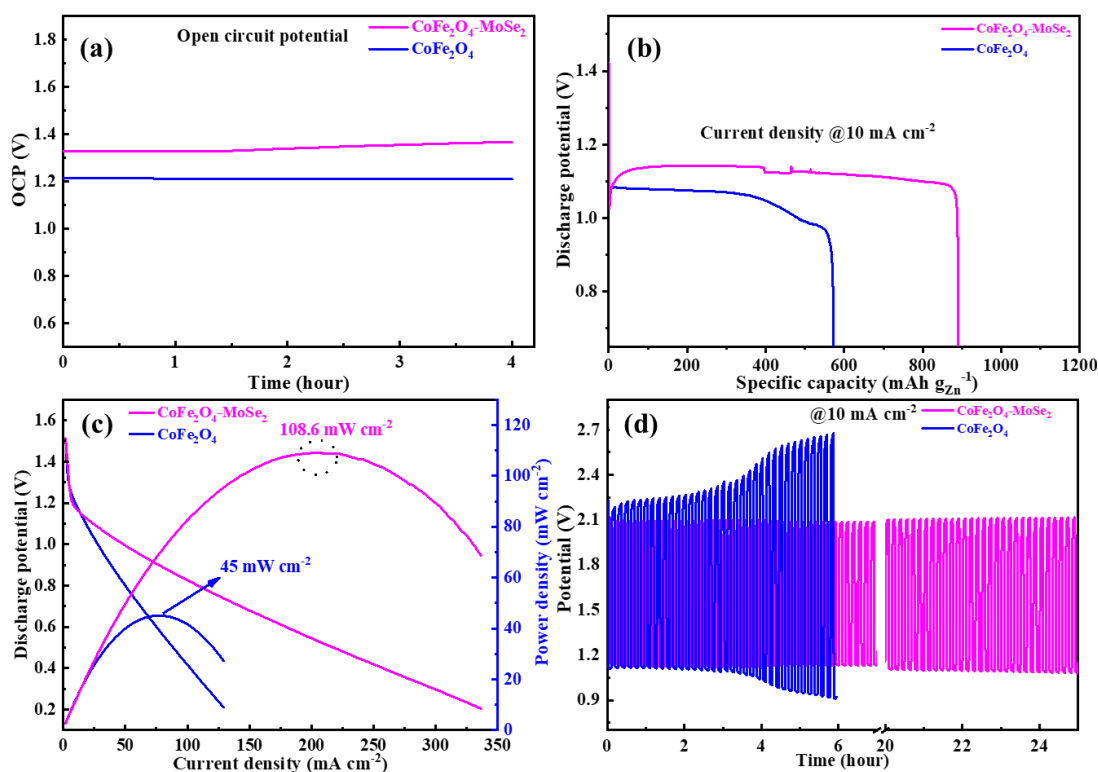 (a)
Open circuit potential
CoFe₂O₄-MoSe₂
CoFe₂O₄
OCP (V)
1.8
1.6
1.4
1.2
1.0
0.8
0.6
0
1
2
3
4
Time (hour)
(b)
CoFe₂O₄-MoSe₂
CoFe₂O₄
Current density @10 mA cm⁻²
Discharge potential (V)
1.4
1.2
1.0
0.8
0
200
400
600
800
1000
1200
Specific capacity (mAh g_Zn⁻¹)
(c)
CoFe₂O₄-MoSe₂
CoFe₂O₄
108.6 mW cm⁻²
45 mW cm⁻²
Discharge potential (V)
1.6
1.4
1.2
1.0
0.8
0.6
0.4
0.2
Power density (mW cm⁻²)
120
100
80
60
40
20
0
0
50
100
150
200
250
300
350
Current density (mA cm⁻²)
(d)
@10 mA cm⁻²
CoFe₂O₄-MoSe₂
CoFe₂O₄
Potential (V)
2.7
2.4
2.1
1.8
1.5
1.2
0.9
0
2
4
6
20
22
24
Time (hour)